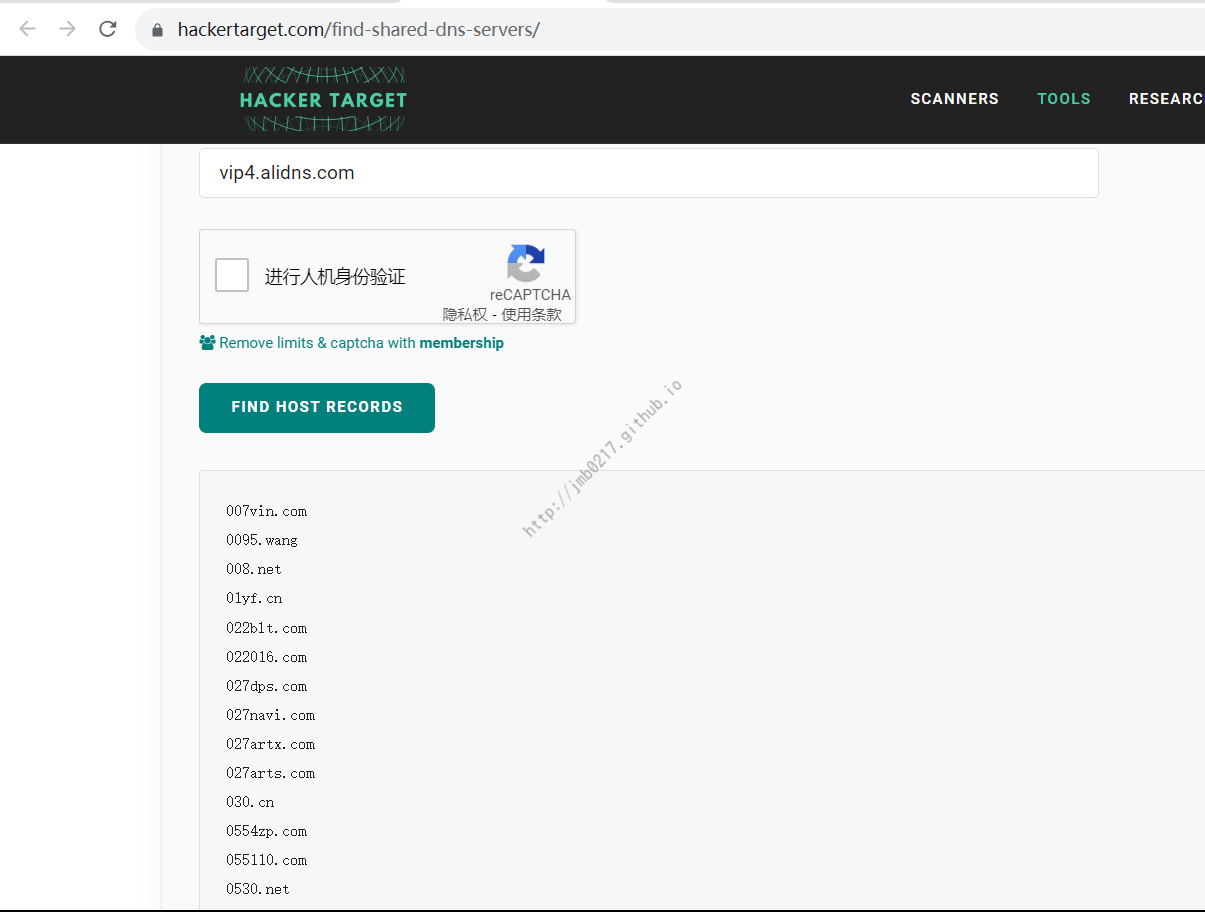 hackertarget.com/find-shared-dns-servers/
HACKER TARGET
SCANNERS TOOLS RESEARC
vip4.alidns.com
进行人机身份验证
reCAPTCHA
隐私权 - 使用条款
Remove limits & captcha with membership
FIND HOST RECORDS
http://jmb0217.github.io
007vin.com
0095.wang
008.net
01yf.cn
022blt.com
022016.com
027dps.com
027navi.com
027artx.com
027arts.com
030.cn
0554zp.com
055110.com
0530.net